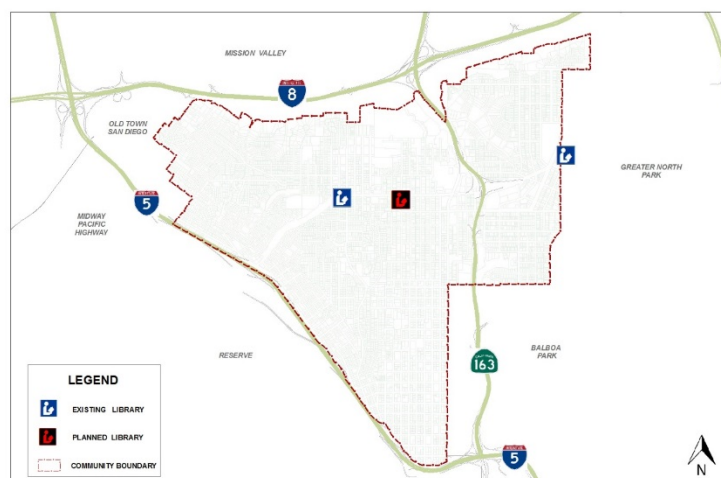 MISSION VALLEY
8
OLD TOWN
SAN DIEGO
GREATER NORTH
PARK
5
MIDWAY
PACIFIC
HIGHWAY
RESERVE
BALBOA
PARK
163
LEGEND
EXISTING LIBRARY
PLANNED LIBRARY
COMMUNITY BOUNDARY
5
N